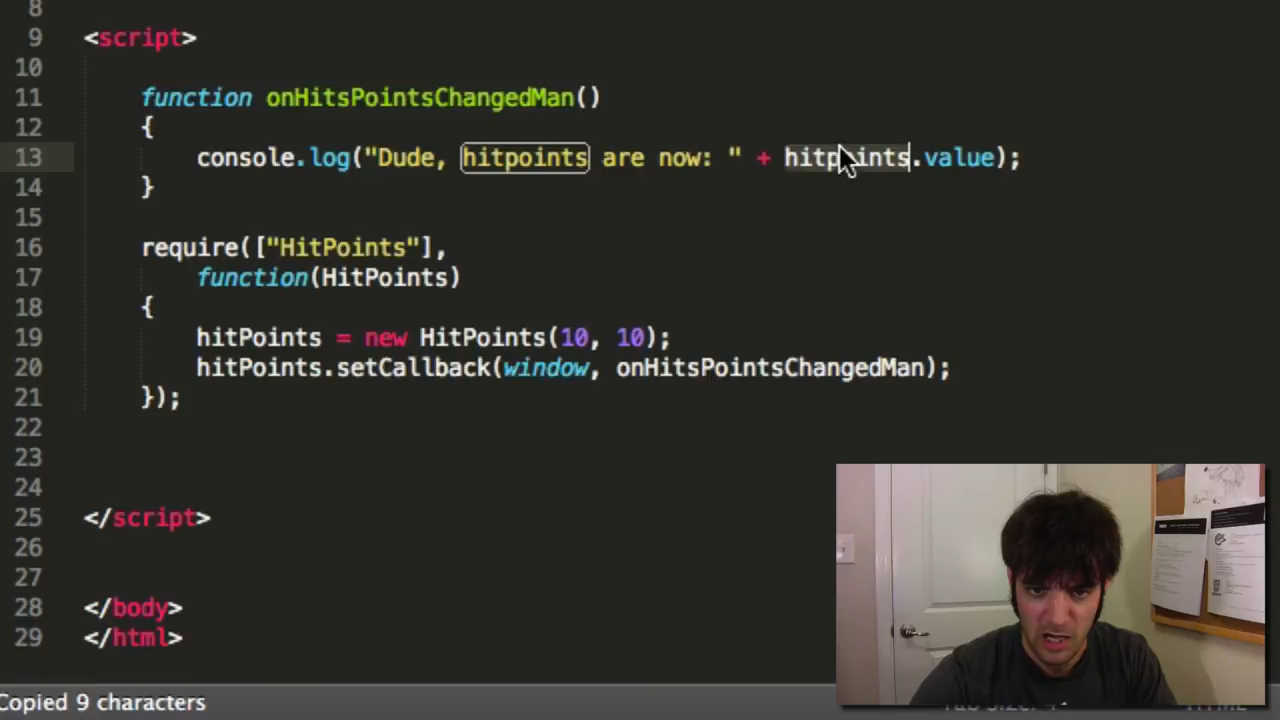 8
9 <script>
10
11 function onHitsPointsChangedMan()
12 {
13 console.log("Dude, hitpoints are now: " + hitpoints.value);
14 }
15
16 require(["HitPoints"],
17 function(HitPoints)
18 {
19 hitPoints = new HitPoints(10, 10);
20 hitPoints.setCallback(window, onHitsPointsChangedMan);
21 });
22
23
24
25 </script>
26
27
28 </body>
29 </html>
Copied 9 characters